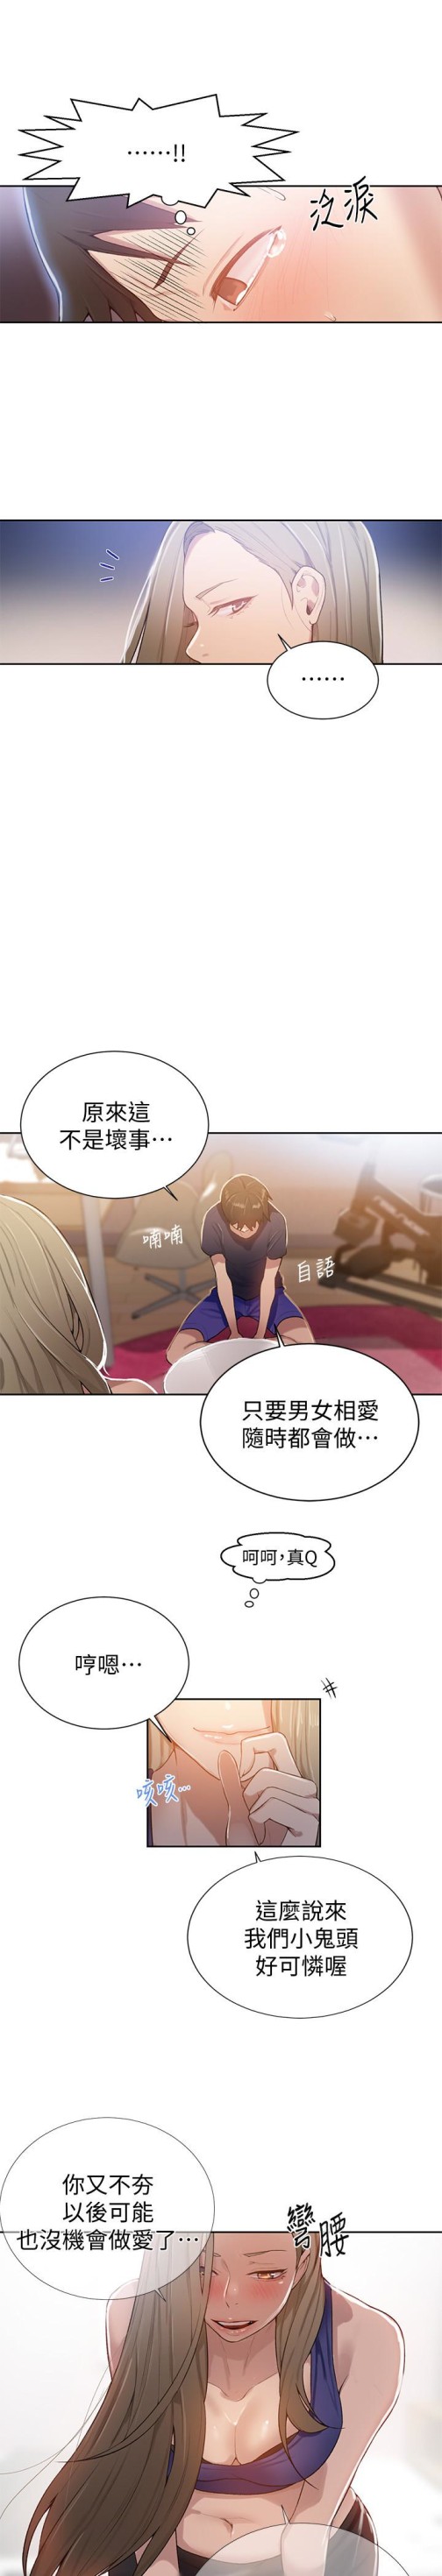 ……!!
泛淚
……
原來這
不是壞事…
喃喃
自語
只要男女相愛
隨時都會做…
呵呵，真Q
哼嗯…
咳咳…
這麼說來
我們小鬼頭
好可憐喔
你又不夯
以後可能
也沒機會做愛了…
彎腰